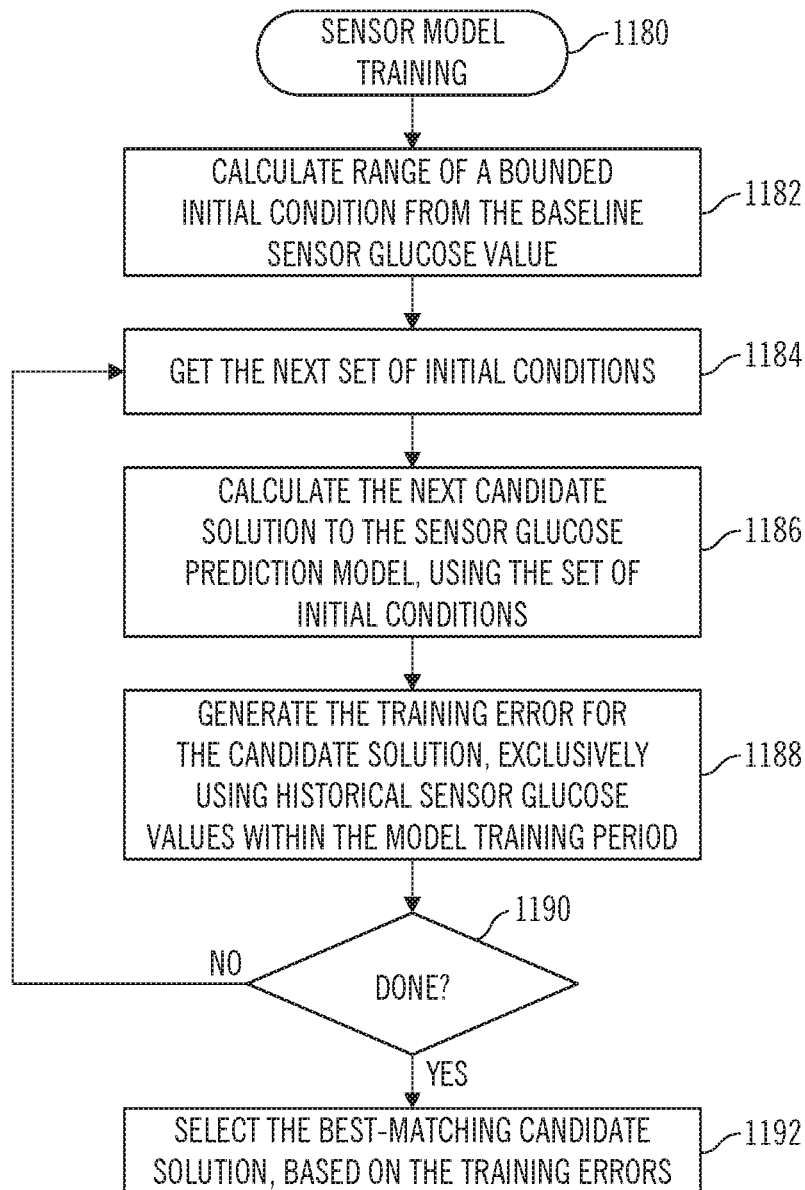 SENSOR MODEL
TRAINING
1180
CALCULATE RANGE OF A BOUNDED
INITIAL CONDITION FROM THE BASELINE
SENSOR GLUCOSE VALUE
1182
GET THE NEXT SET OF INITIAL CONDITIONS
1184
CALCULATE THE NEXT CANDIDATE
SOLUTION TO THE SENSOR GLUCOSE
PREDICTION MODEL, USING THE SET OF
INITIAL CONDITIONS
1186
GENERATE THE TRAINING ERROR FOR
THE CANDIDATE SOLUTION, EXCLUSIVELY
USING HISTORICAL SENSOR GLUCOSE
VALUES WITHIN THE MODEL TRAINING PERIOD
1188
1190
NO
DONE?
YES
SELECT THE BEST-MATCHING CANDIDATE
SOLUTION, BASED ON THE TRAINING ERRORS
1192